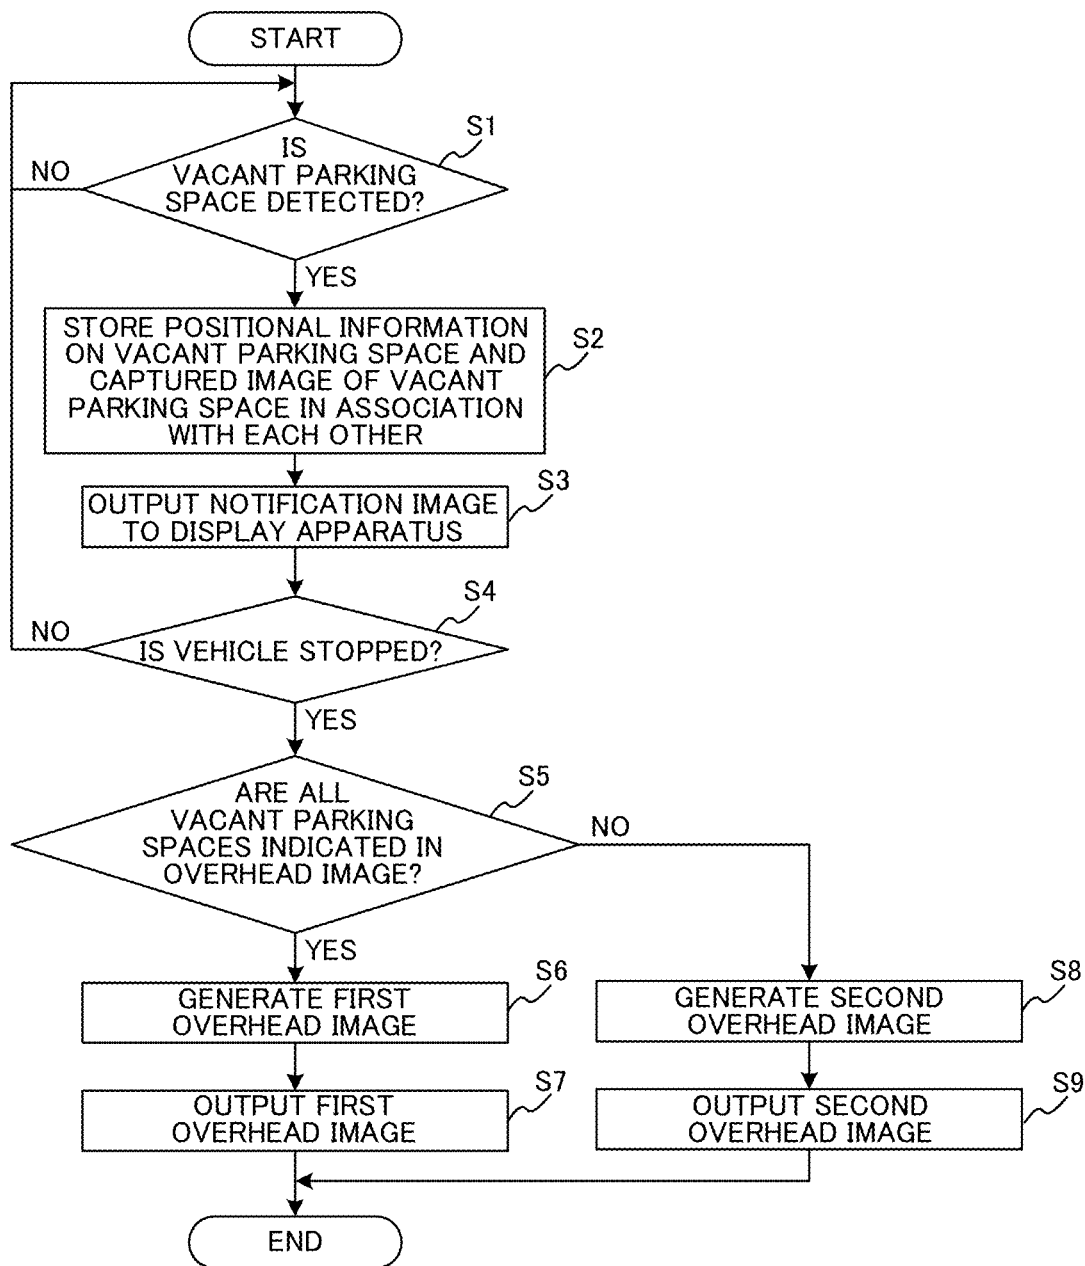 START
S1
IS
VACANT PARKING
SPACE DETECTED?
NO
YES
STORE POSITIONAL INFORMATION
ON VACANT PARKING SPACE AND
CAPTURED IMAGE OF VACANT
PARKING SPACE IN ASSOCIATION
WITH EACH OTHER
S2
OUTPUT NOTIFICATION IMAGE
TO DISPLAY APPARATUS
S3
S4
IS VEHICLE STOPPED?
NO
YES
S5
ARE ALL
VACANT PARKING
SPACES INDICATED IN
OVERHEAD IMAGE?
NO
YES
GENERATE FIRST
OVERHEAD IMAGE
S6
GENERATE SECOND
OVERHEAD IMAGE
S8
OUTPUT FIRST
OVERHEAD IMAGE
S7
OUTPUT SECOND
OVERHEAD IMAGE
S9
END